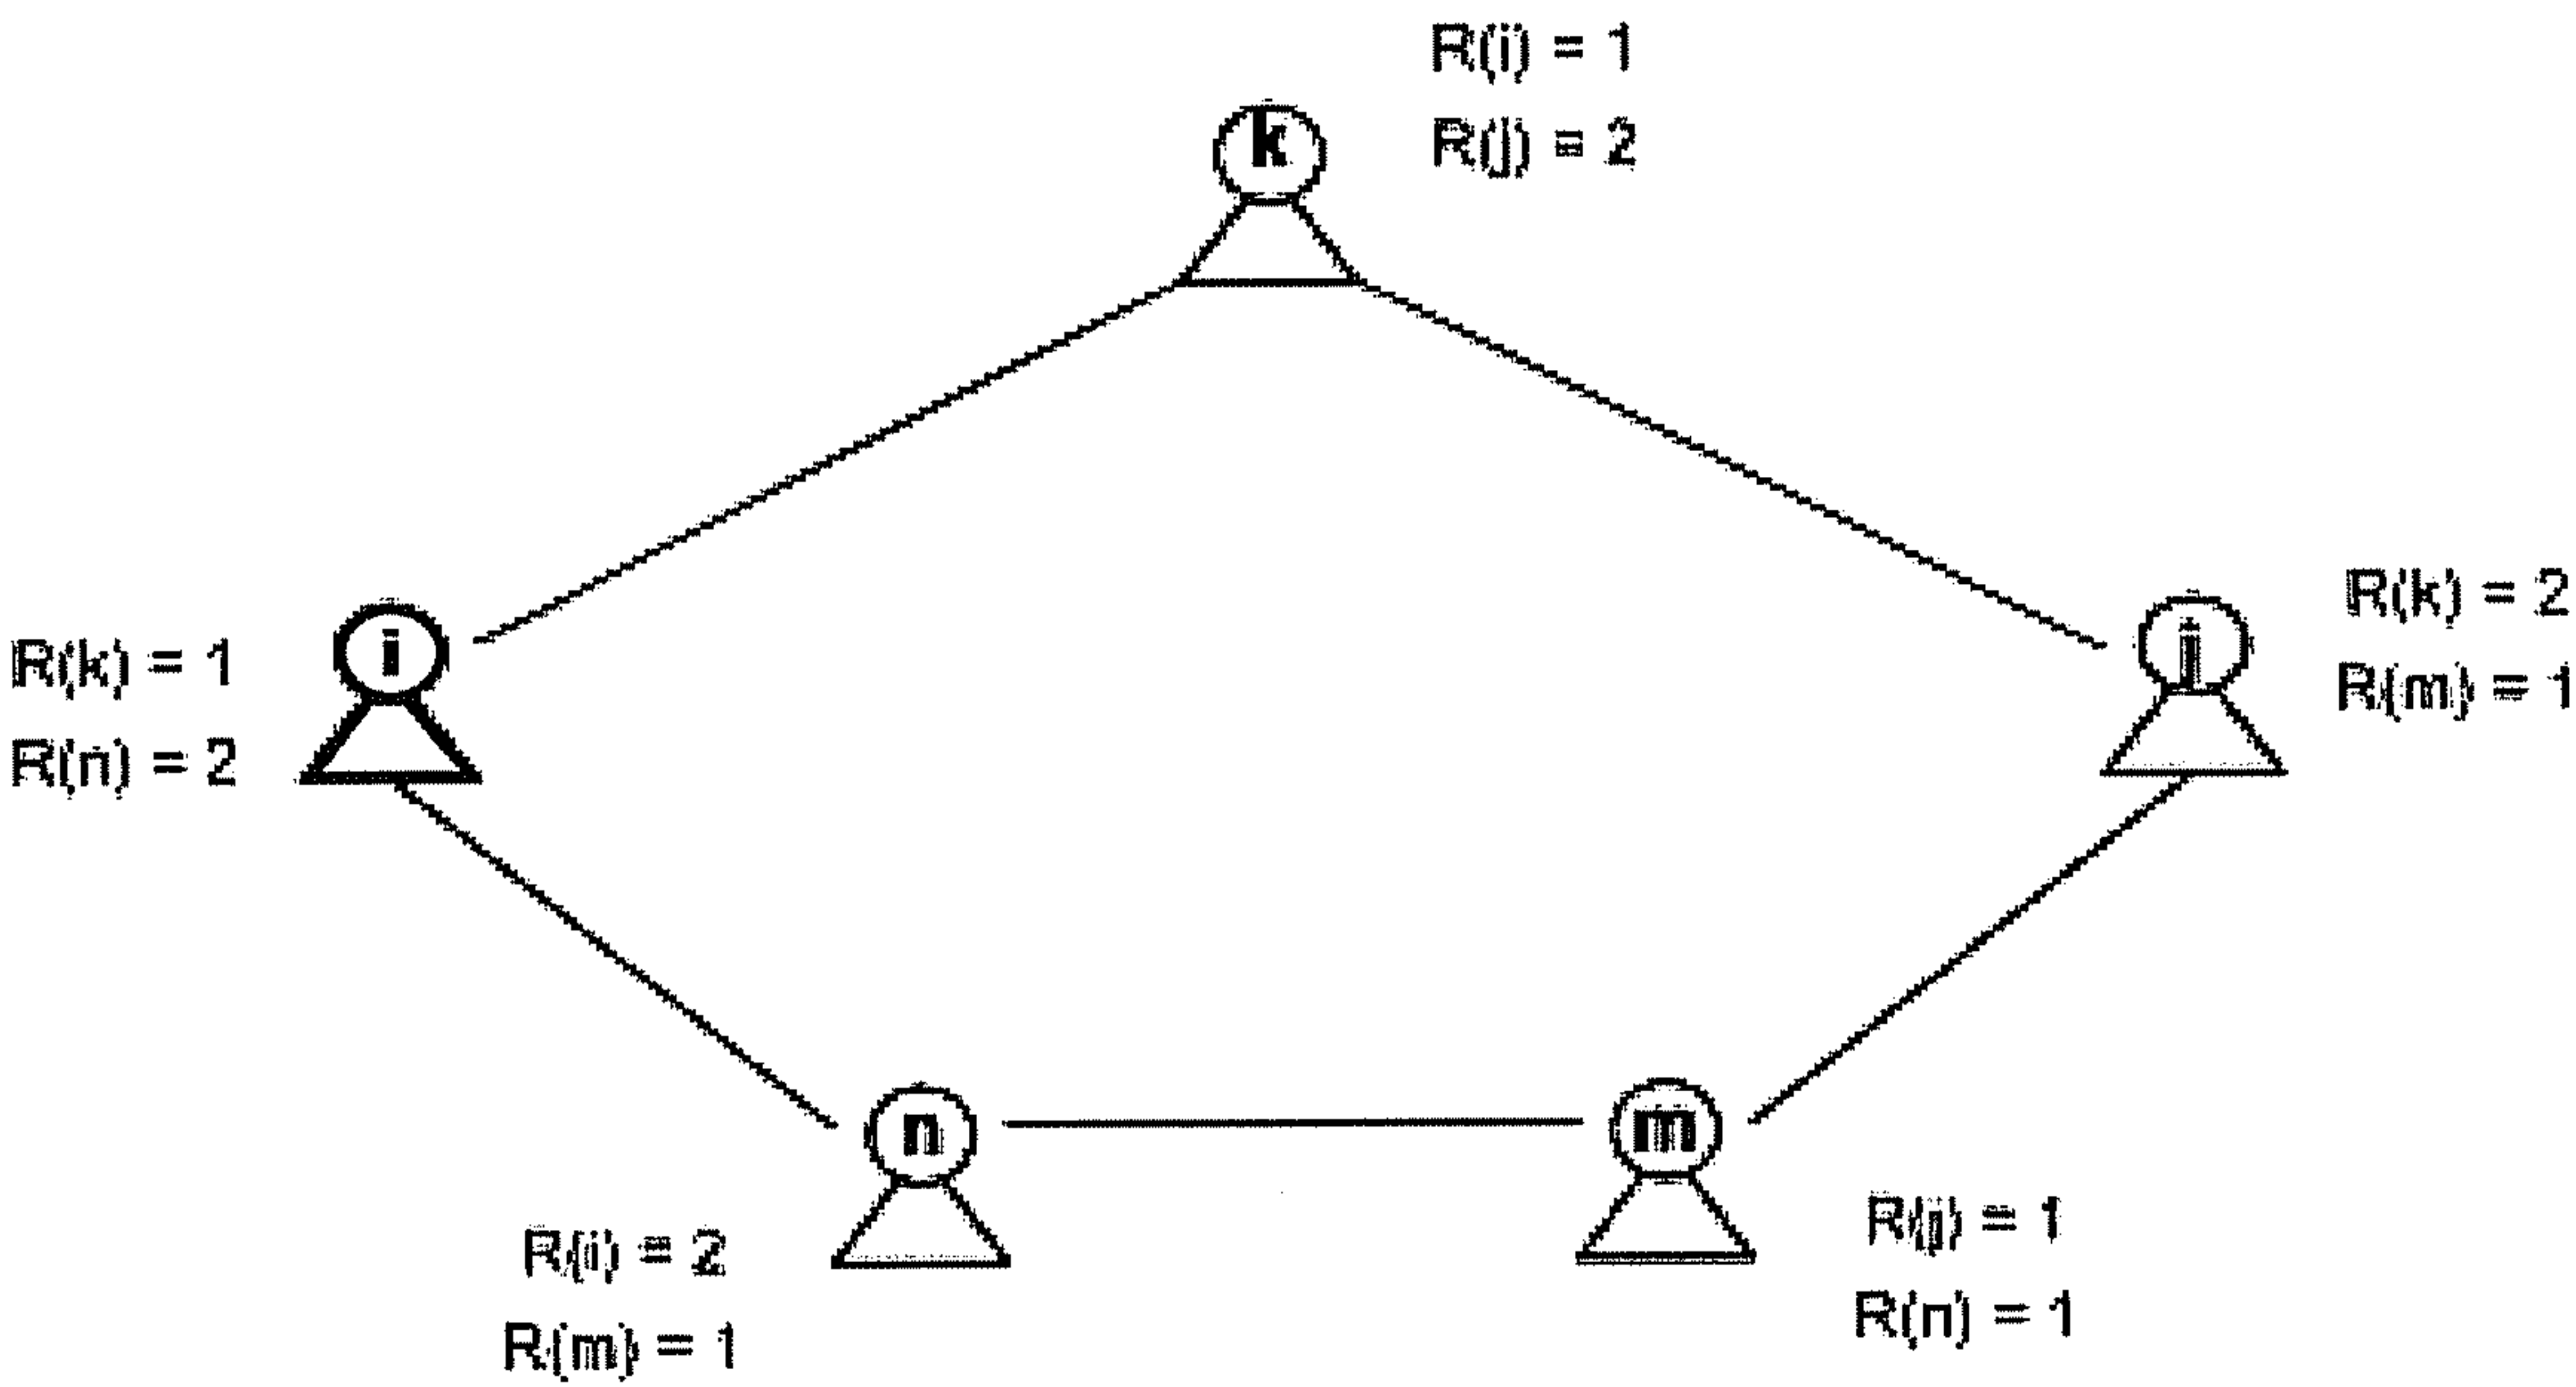 R(i) = 1
R(j) = 2
k
R(k) = 1
R(n) = 2
i
j
R(k) = 2
R(m) = 1
n
R(i) = 2
R(m) = 1
m
R(j) = 1
R(n) = 1